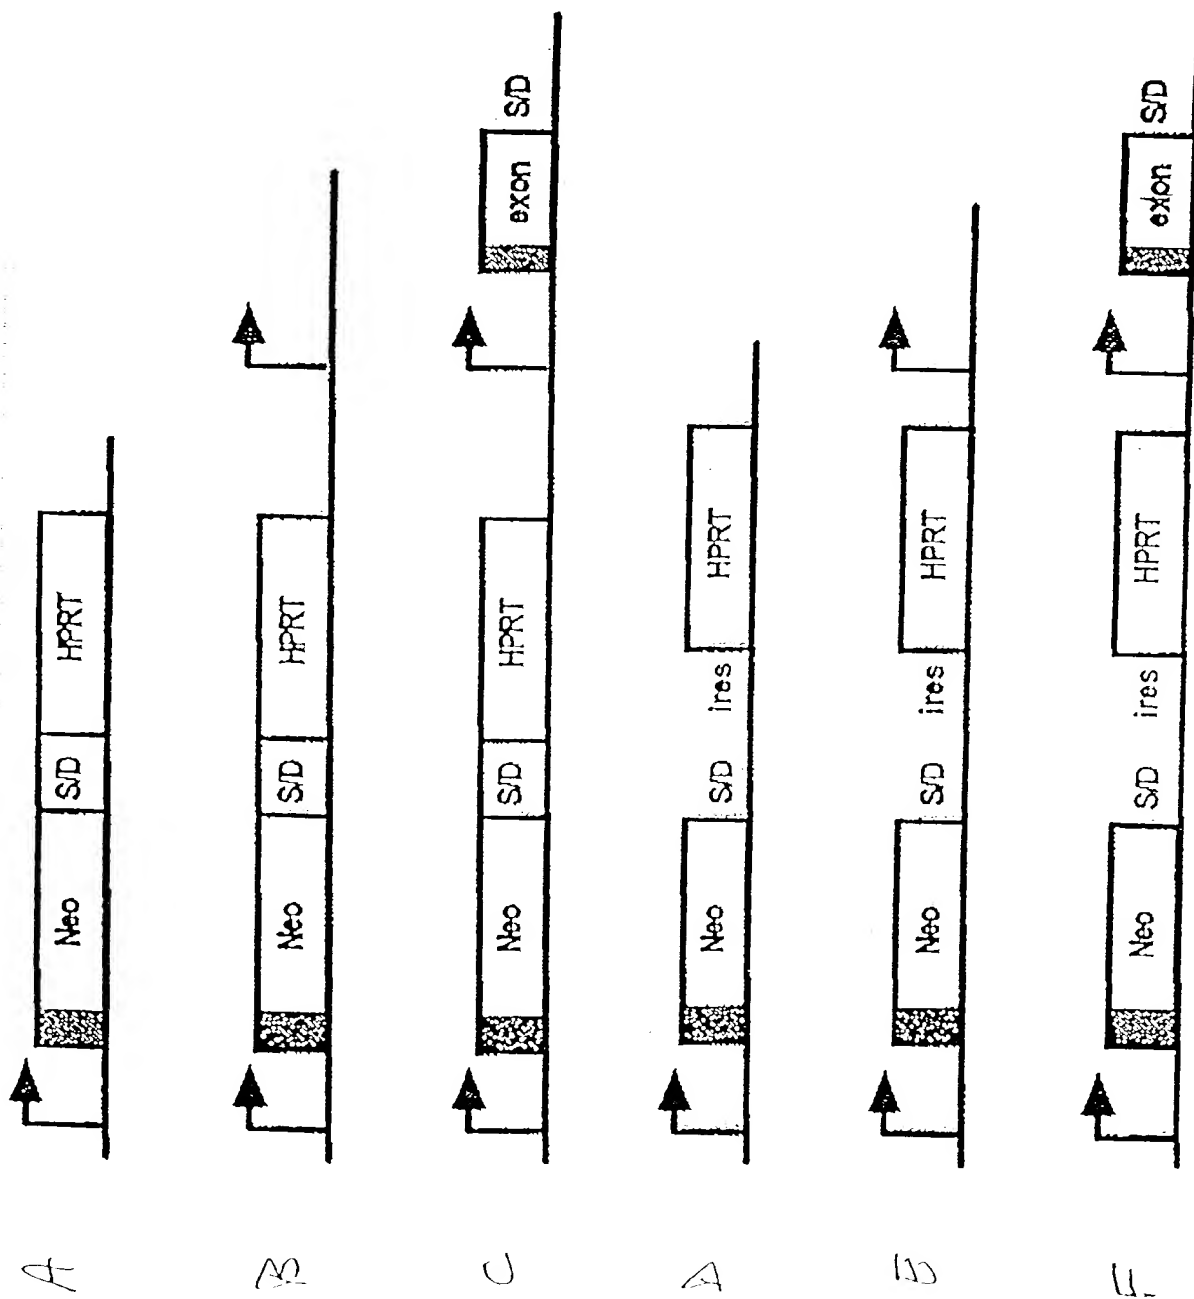 A Neo S/D HPRT
B Neo S/D HPRT
C Neo S/D HPRT exon S/D
D Neo S/D ires HPRT
E Neo S/D ires HPRT
F Neo S/D ires HPRT exon S/D